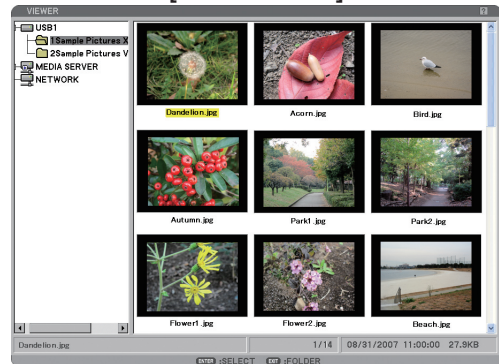 VIEWER
USB1
1Sample Pictures X
2Sample Pictures V
MEDIA SERVER
NETWORK
Dandelion.jpg
Acorn.jpg
Bird.jpg
Autumn.jpg
Park1.jpg
Park2.jpg
Flower1.jpg
Flower2.jpg
Beach.jpg
Dandelion.jpg 1/14 08/31/2007 11:00:00 27.9KB
ENTER :SELECT EXIT :FOLDER